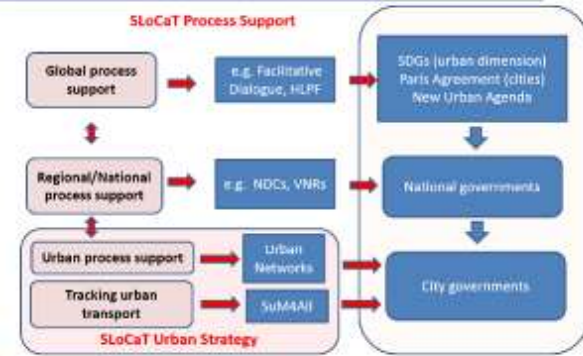 SLoCaT Process Support
Global process
support
e.g. Facilitative
Dialogue, HLPF
SDGs (urban dimension)
Paris Agreement (cities)
New Urban Agenda
Regional/National
process support
e.g. NDCs, VNRs
National governments
Urban process support
Urban
Networks
Tracking urban
transport
SuM4All
City governments
SLoCaT Urban Strategy